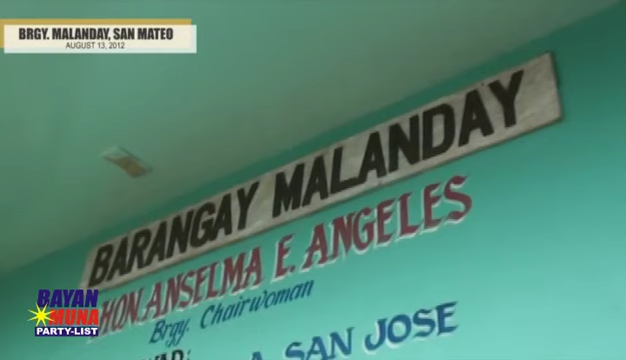 BRGY. MALANDAY, SAN MATEO
AUGUST 13, 2012
BARANGAY MALANDAY
HON. ANSELMA E. ANGELES
Brgy. Chairwoman
SAN JOSE
BAYAN
MUNA
PARTY-LIST